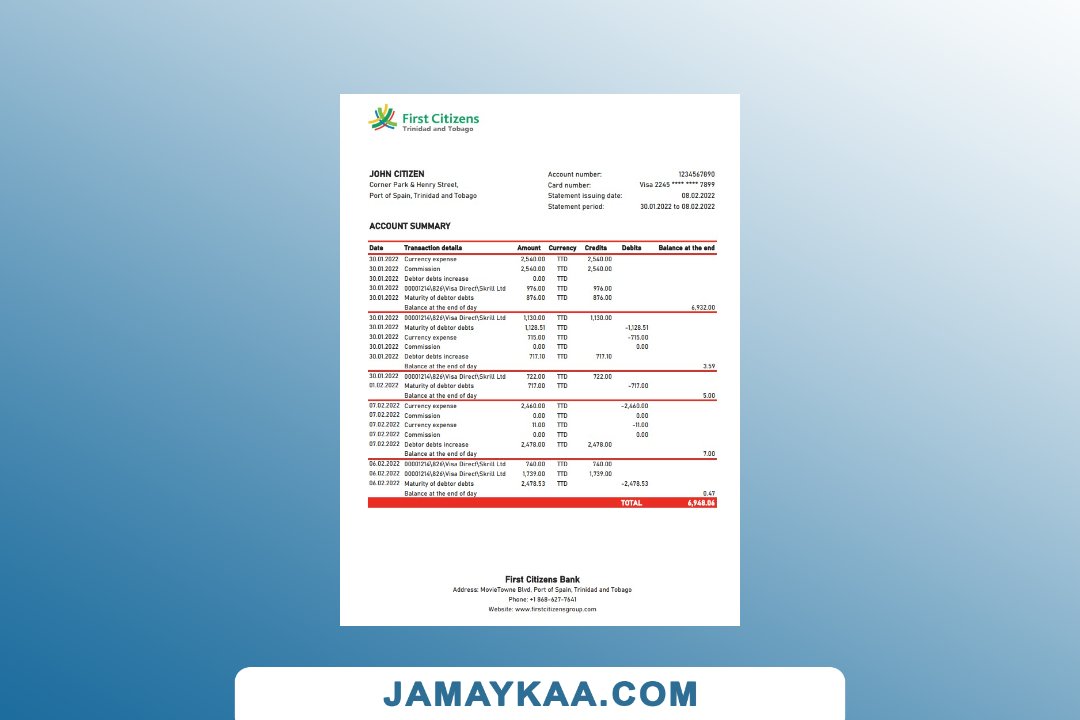 First Citizens
Trinidad and Tobago
JOHN CITIZEN
Corner Park & Henry Street,
Port of Spain, Trinidad and Tobago
Account number: 1234567890
Card number: Visa 2245 **** **** 7899
Statement issuing date: 08.02.2022
Statement period: 30.01.2022 to 08.02.2022
ACCOUNT SUMMARY
Date Transaction details Amount Currency Credits Debits Balance at the end
30.01.2022 Currency expense 2,540.00 TTD 2,540.00
30.01.2022 Commission 2,540.00 TTD 2,540.00
30.01.2022 Debtor debts increase 0.00 TTD
30.01.2022 00001214\826\Visa Direct\Skrill Ltd 976.00 TTD 976.00
30.01.2022 Maturity of debtor debts 876.00 TTD 876.00
Balance at the end of day 6,932.00
30.01.2022 00001214\826\Visa Direct\Skrill Ltd 1,130.00 TTD 1,130.00
30.01.2022 Maturity of debtor debts 1,128.51 TTD -1,128.51
30.01.2022 Currency expense 715.00 TTD -715.00
30.01.2022 Commission 0.00 TTD 0.00
30.01.2022 Debtor debts increase 717.10 TTD 717.10
Balance at the end of day 3.59
30.01.2022 00001214\826\Visa Direct\Skrill Ltd 722.00 TTD 722.00
01.02.2022 Maturity of debtor debts 717.00 TTD -717.00
Balance at the end of day 5.00
07.02.2022 Currency expense 2,460.00 TTD -2,460.00
07.02.2022 Commission 0.00 TTD 0.00
07.02.2022 Currency expense 11.00 TTD -11.00
07.02.2022 Commission 0.00 TTD 0.00
07.02.2022 Debtor debts increase 2,478.00 TTD 2,478.00
Balance at the end of day 7.00
06.02.2022 00001214\826\Visa Direct\Skrill Ltd 740.00 TTD 740.00
06.02.2022 00001214\826\Visa Direct\Skrill Ltd 1,739.00 TTD 1,739.00
06.02.2022 Maturity of debtor debts 2,478.53 TTD -2,478.53
Balance at the end of day 0.47
TOTAL 6,948.06
First Citizens Bank
Address: MovieTowne Blvd, Port of Spain, Trinidad and Tobago
Phone: +1 868-627-7641
Website: www.firstcitizensgroup.com
JAMAYKAA.COM